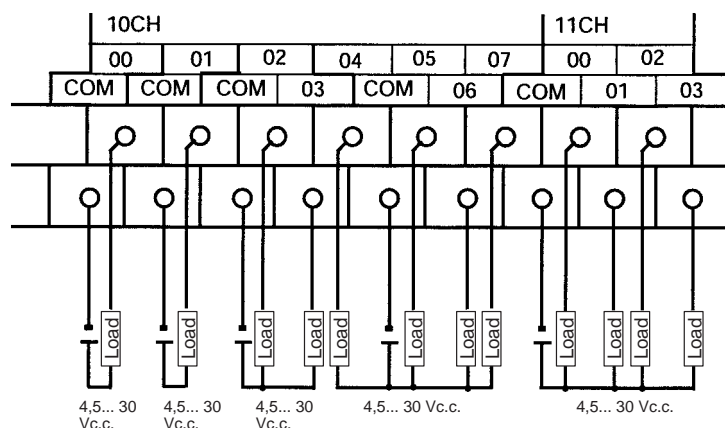 10CH 11CH
00 01 02 04 05 07 00 02
COM COM COM 03 COM 06 COM 01 03
Load Load Load Load Load Load Load Load Load Load Load Load
4,5... 30 4,5... 30 4,5... 30 4,5... 30 Vc.c. 4,5... 30 Vc.c.
Vc.c. Vc.c. Vc.c.